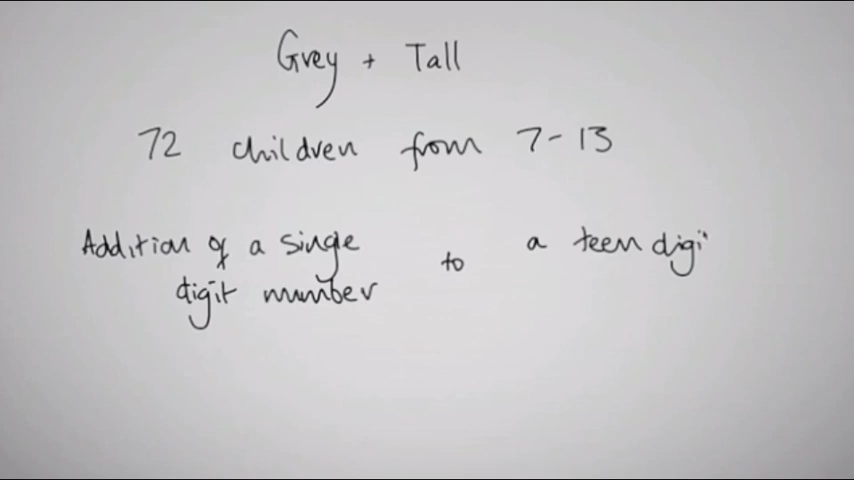 Grey + Tall
72 children from 7-13
Addition of a single to a teen digi
digit number